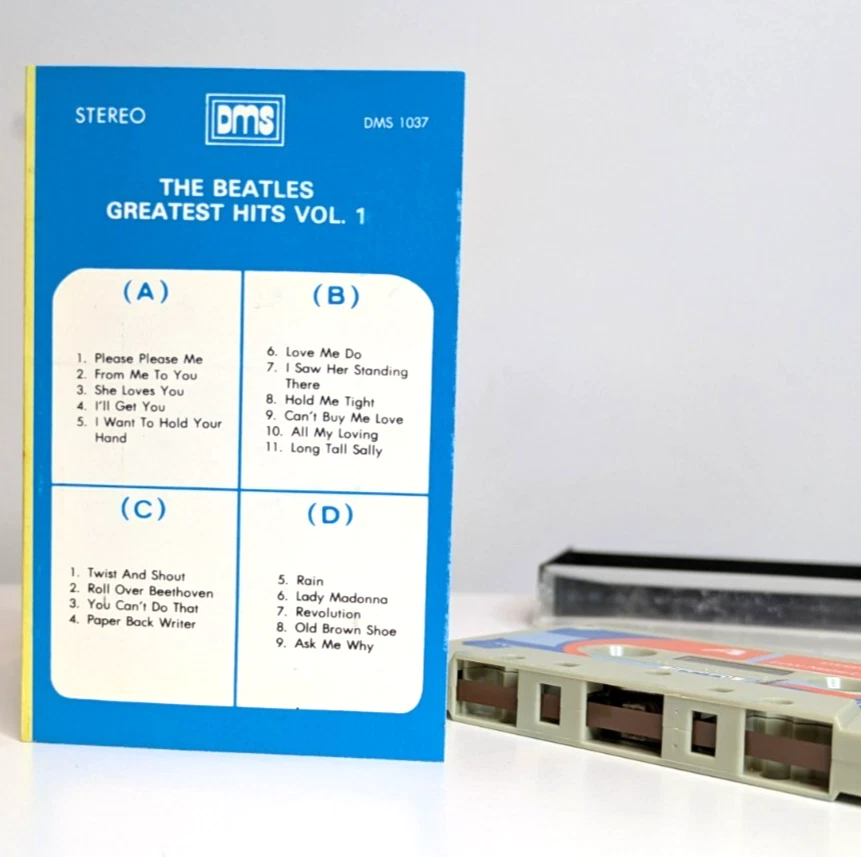 STEREO
DMS
DMS 1037
THE BEATLES
GREATEST HITS VOL. 1
(A)
1. Please Please Me
2. From Me To You
3. She Loves You
4. I'll Get You
5. I Want To Hold Your
Hand
(B)
6. Love Me Do
7. I Saw Her Standing
There
8. Hold Me Tight
9. Can't Buy Me Love
10. All My Loving
11. Long Tall Sally
(C)
1. Twist And Shout
2. Roll Over Beethoven
3. You Can't Do That
4. Paper Back Writer
(D)
5. Rain
6. Lady Madonna
7. Revolution
8. Old Brown Shoe
9. Ask Me Why